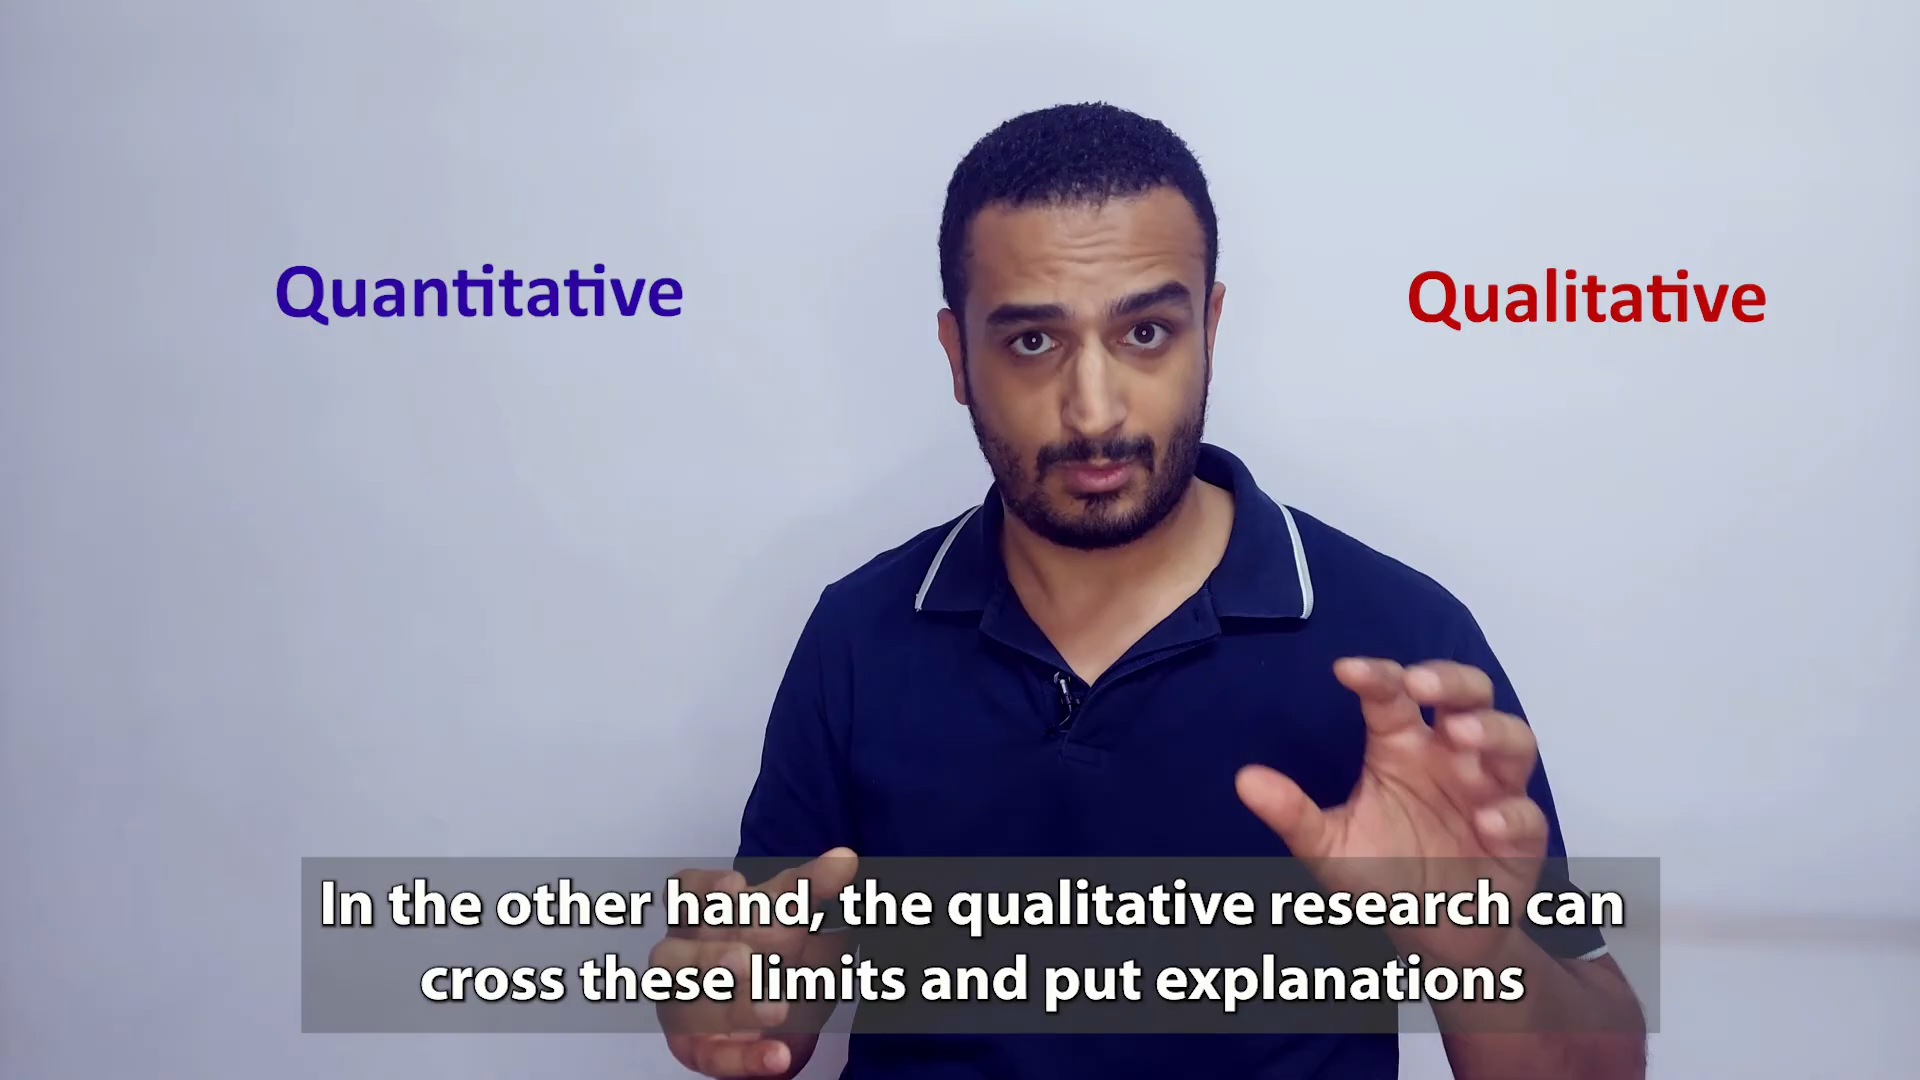 Quantitative
Qualitative
In the other hand, the qualitative research can
cross these limits and put explanations